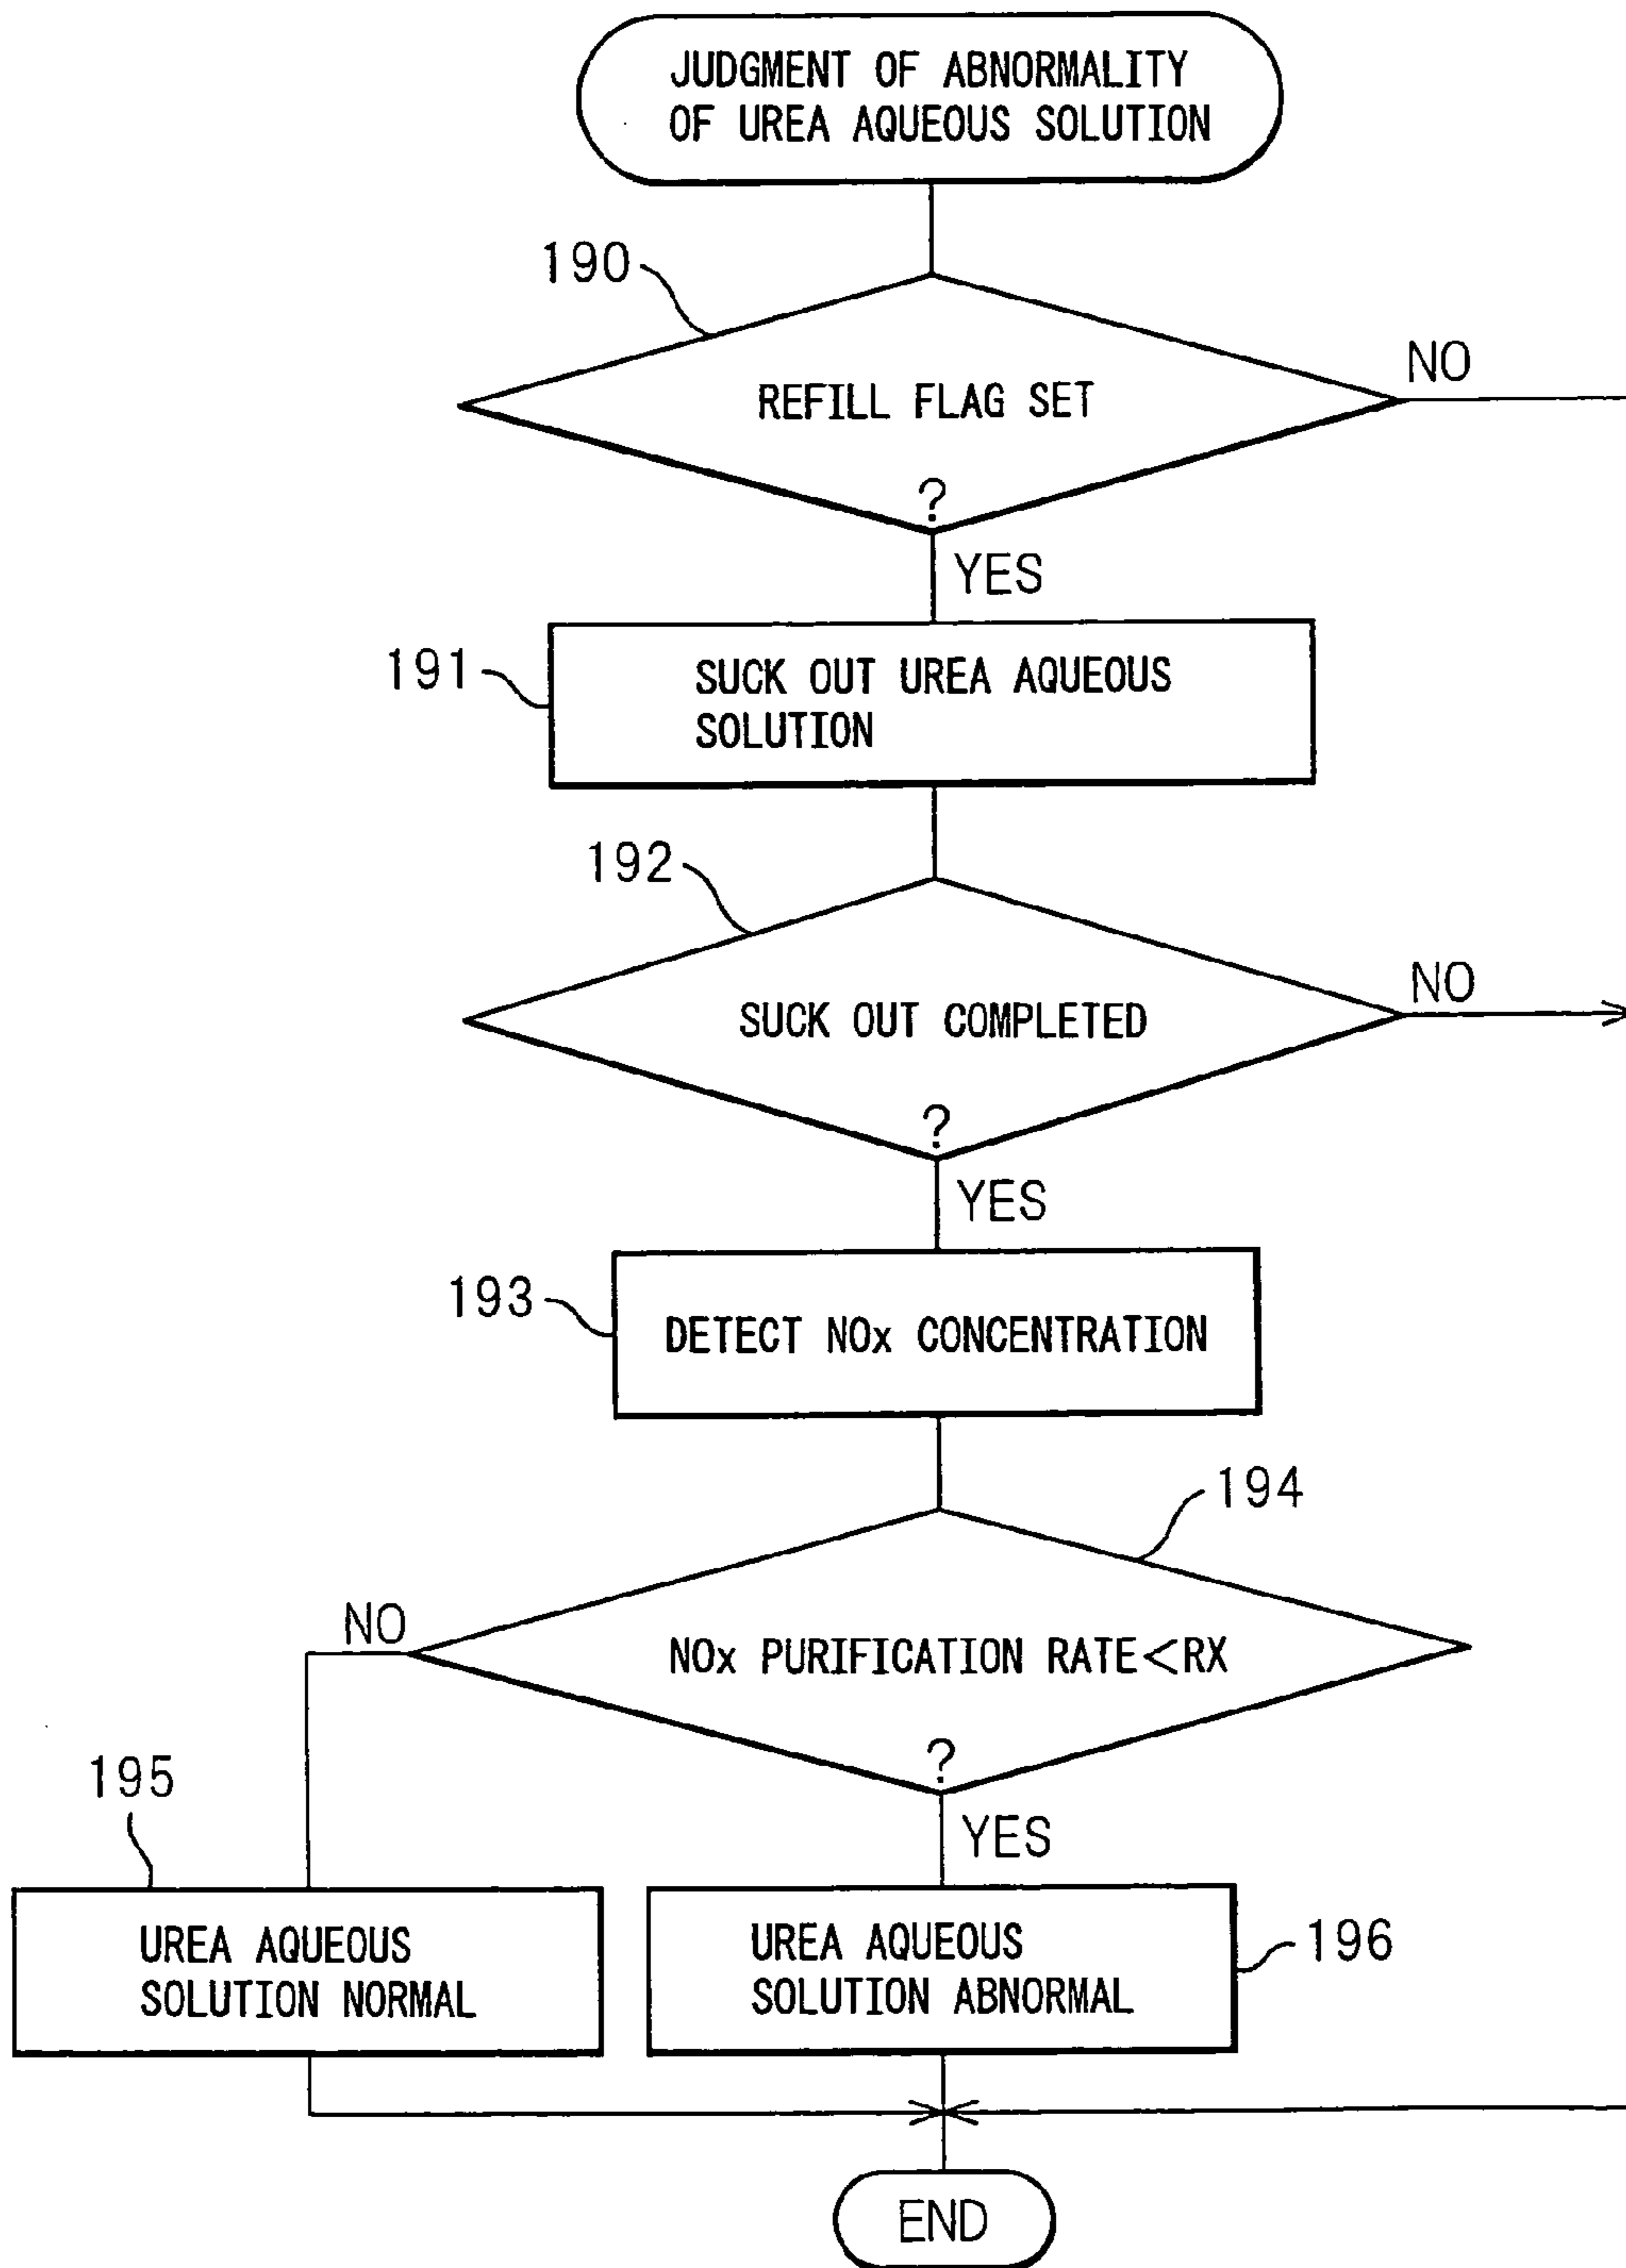 JUDGMENT OF ABNORMALITY
OF UREA AQUEOUS SOLUTION
190
NO
REFILL FLAG SET
?
YES
191
SUCK OUT UREA AQUEOUS
SOLUTION
192
NO
SUCK OUT COMPLETED
?
YES
193
DETECT NOx CONCENTRATION
194
NO
NOx PURIFICATION RATE<RX
?
195
YES
UREA AQUEOUS
SOLUTION NORMAL
UREA AQUEOUS
SOLUTION ABNORMAL
196
END